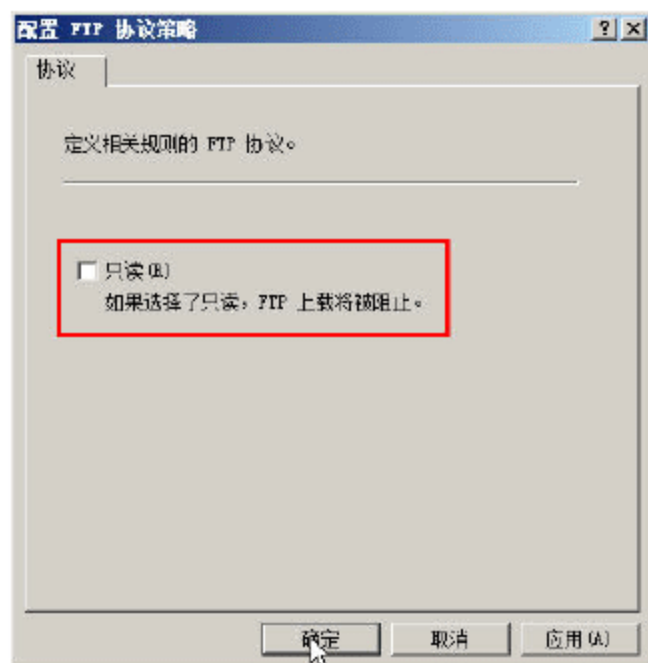 配置 FTP 协议策略
协议
定义相关规则的 FTP 协议。
只读(R)
如果选择了只读，FTP 上载将被阻止。
确定
取消
应用(A)